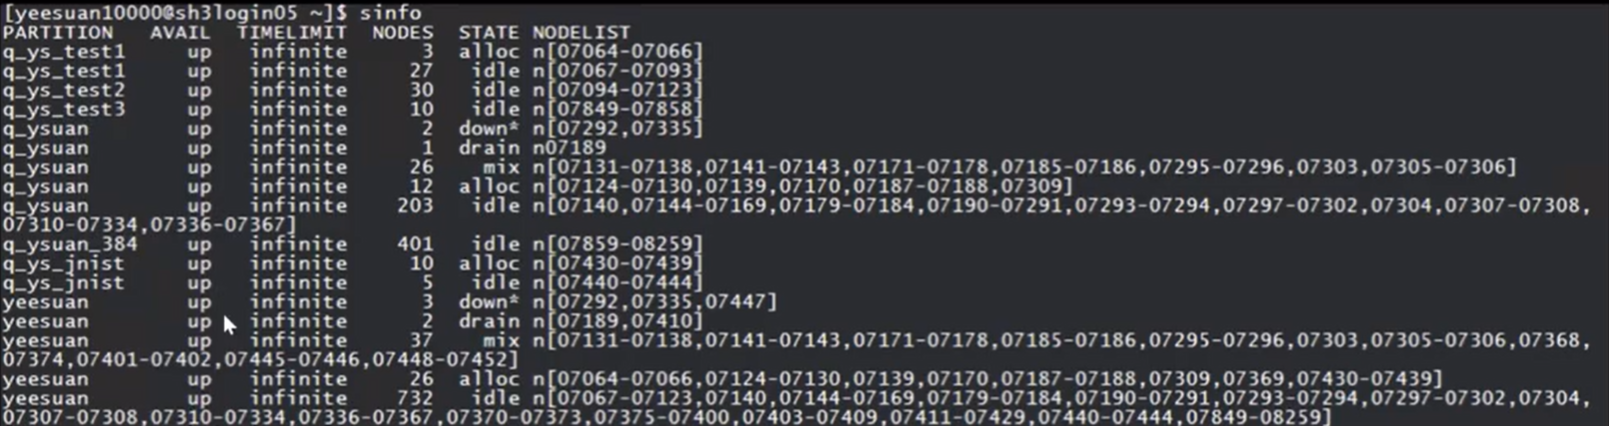 [yeesuan10000@sh3login05 ~]$ sinfo
PARTITION   AVAIL  TIMELIMIT  NODES  STATE NODELIST
q_ys_test1     up   infinite      3  alloc n[07064-07066]
q_ys_test1     up   infinite     27   idle n[07067-07093]
q_ys_test2     up   infinite     30   idle n[07094-07123]
q_ys_test3     up   infinite     10   idle n[07849-07858]
q_ysuan        up   infinite      2  down* n[07292,07335]
q_ysuan        up   infinite      1  drain n07189
q_ysuan        up   infinite     26    mix n[07131-07138,07141-07143,07171-07178,07185-07186,07295-07296,07303,07305-07306]
q_ysuan        up   infinite     12  alloc n[07124-07130,07139,07170,07187-07188,07309]
q_ysuan        up   infinite    203   idle n[07140,07144-07169,07179-07184,07190-07291,07293-07294,07297-07302,07304,07307-07308,
07310-07334,07336-07367]
q_ysuan_384    up   infinite    401   idle n[07859-08259]
q_ys_jnist     up   infinite     10  alloc n[07430-07439]
q_ys_jnist     up   infinite      5   idle n[07440-07444]
yeesuan        up   infinite      3  down* n[07292,07335,07447]
yeesuan        up   infinite      2  drain n[07189,07410]
yeesuan        up   infinite     37    mix n[07131-07138,07141-07143,07171-07178,07185-07186,07295-07296,07303,07305-07306,07368,
07374,07401-07402,07445-07446,07448-07452]
yeesuan        up   infinite     26  alloc n[07064-07066,07124-07130,07139,07170,07187-07188,07309,07369,07430-07439]
yeesuan        up   infinite    732   idle n[07067-07123,07140,07144-07169,07179-07184,07190-07291,07293-07294,07297-07302,07304,
07307-07308,07310-07334,07336-07367,07370-07373,07375-07400,07403-07409,07411-07429,07440-07444,07849-08259]